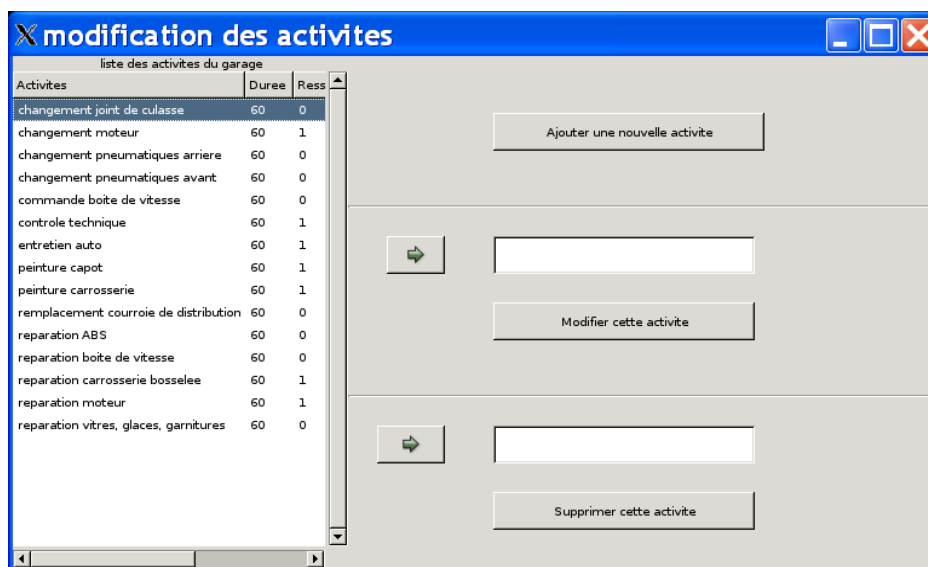 X modification des activites
liste des activites du garage
Activites Duree Ress
changement joint de culasse 60 0
changement moteur 60 1
changement pneumatiques arriere 60 0
changement pneumatiques avant 60 0
commande boite de vitesse 60 0
controle technique 60 1
entretien auto 60 1
peinture capot 60 1
peinture carrosserie 60 1
remplacement courroie de distribution 60 0
reparation ABS 60 0
reparation boite de vitesse 60 0
reparation carrosserie bosselee 60 1
reparation moteur 60 1
reparation vitres, glaces, garnitures 60 0
Ajouter une nouvelle activite
Modifier cette activite
Supprimer cette activite